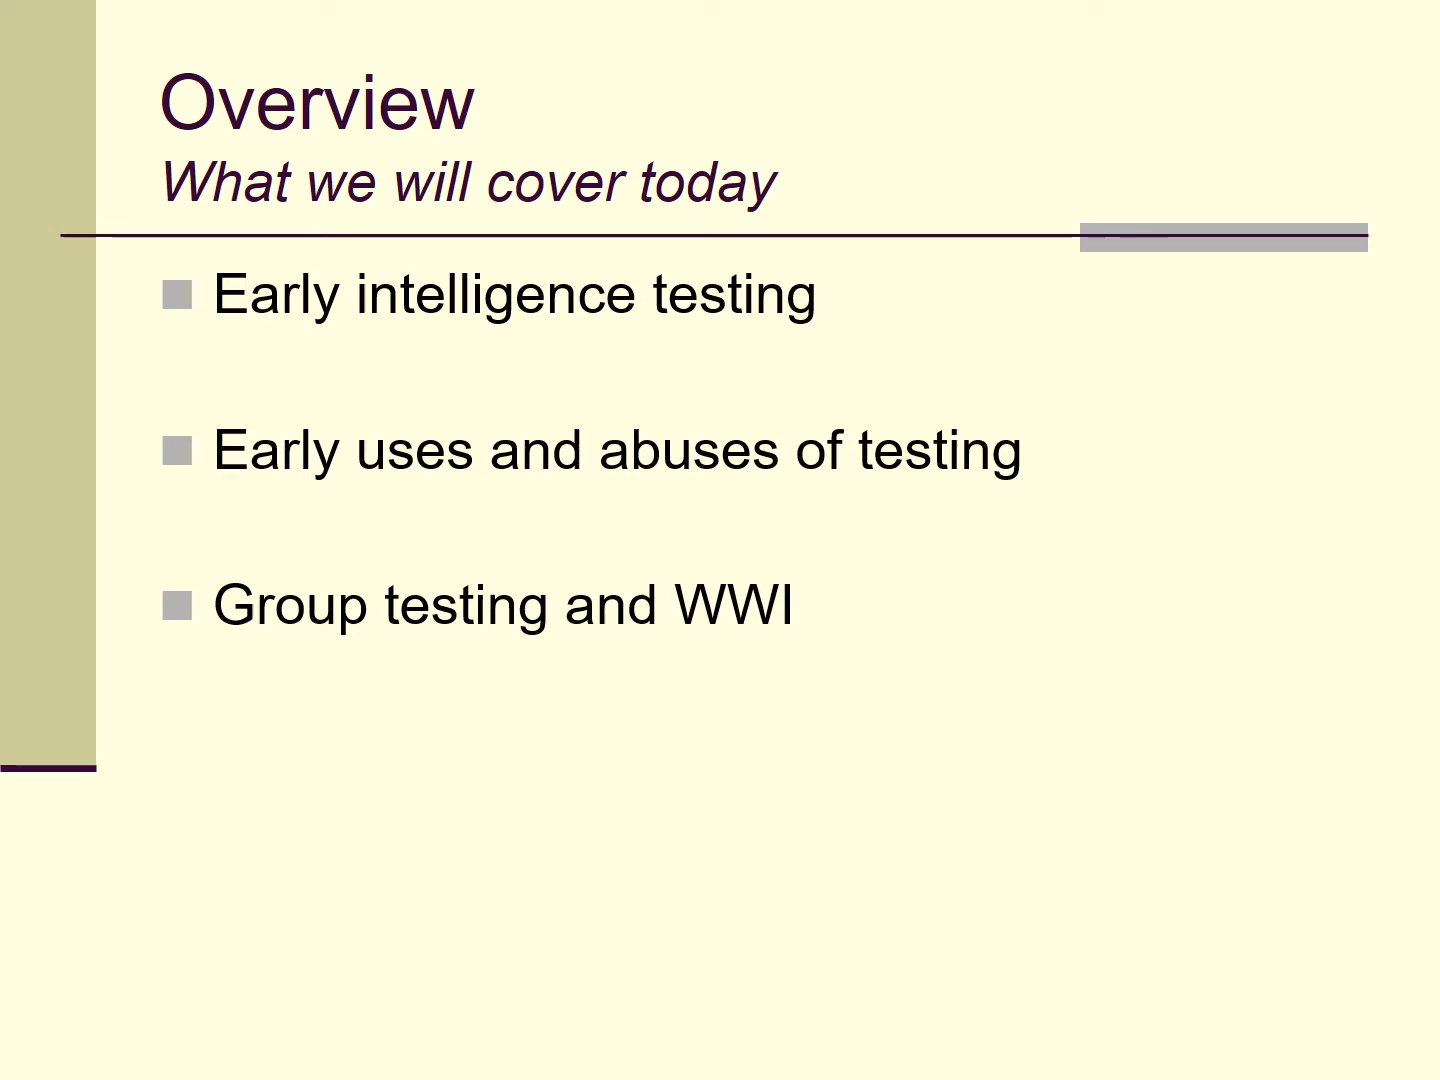 Overview
What we will cover today
Early intelligence testing
Early uses and abuses of testing
Group testing and WWI